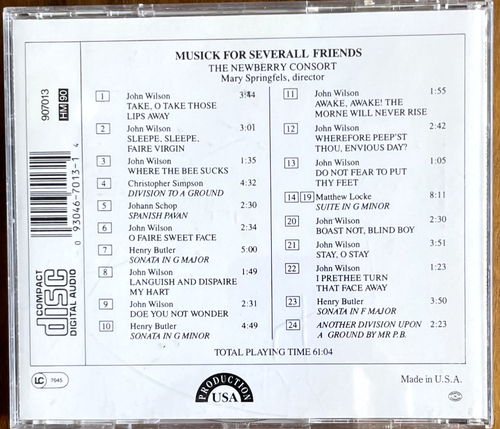 MUSICK FOR SEVERALL FRIENDS
THE NEWBERRY CONSORT
Mary Springfels, director
907013
HM 90
0 93046-7013-1 4
COMPACT
disc
DIGITAL AUDIO
1 John Wilson 3:44
TAKE, O TAKE THOSE
LIPS AWAY
2 John Wilson 3:01
SLEEPE, SLEEPE,
FAIRE VIRGIN
3 John Wilson 1:35
WHERE THE BEE SUCKS
4 Christopher Simpson 4:32
DIVISION TO A GROUND
5 Johann Schop 2:30
SPANISH PAVAN
6 John Wilson 2:34
O FAIRE SWEET FACE
7 Henry Butler 5:00
SONATA IN G MAJOR
8 John Wilson 1:49
LANGUISH AND DISPAIRE
MY HART
9 John Wilson 2:31
DOE YOU NOT WONDER
10 Henry Butler 4:49
SONATA IN G MINOR
11 John Wilson 1:55
AWAKE, AWAKE! THE
MORNE WILL NEVER RISE
12 John Wilson 2:42
WHEREFORE PEEP'ST
THOU, ENVIOUS DAY?
13 John Wilson 1:05
DO NOT FEAR TO PUT
THY FEET
14 19 Matthew Locke 8:11
SUITE IN G MINOR
20 John Wilson 2:30
BOAST NOT, BLIND BOY
21 John Wilson 3:51
STAY, O STAY
22 John Wilson 1:23
I PRETHEE TURN
THAT FACE AWAY
23 Henry Butler 3:50
SONATA IN F MAJOR
24 ANOTHER DIVISION UPON 2:23
A GROUND BY MR P.B.
TOTAL PLAYING TIME 61:04
7045
PRODUCTION
USA
Made in U.S.A.